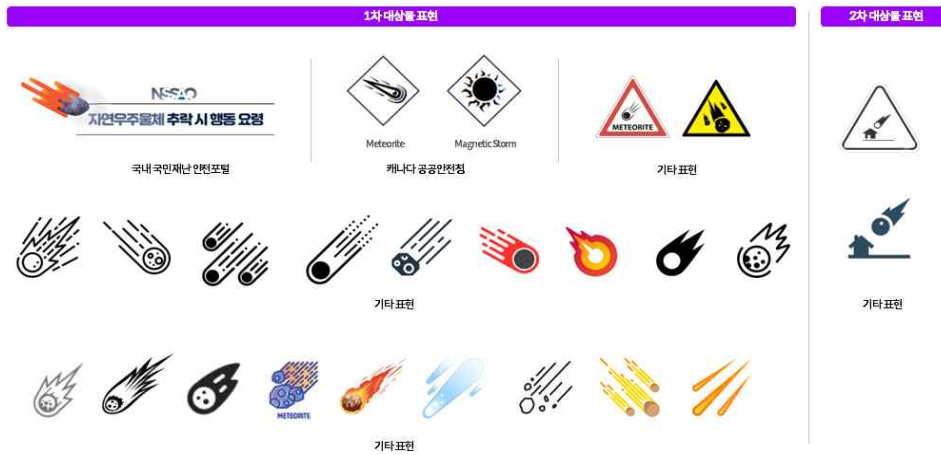 1차 대상물 표현
2차 대상물 표현
NSSAO
자연우주물체 추락 시 행동 요령
Meteorite
Magnetic Storm
METEORITE
국내 국민재난 안전포털
캐나다 공공안전청
기타 표현
기타 표현
기타 표현
METEORITE
기타 표현